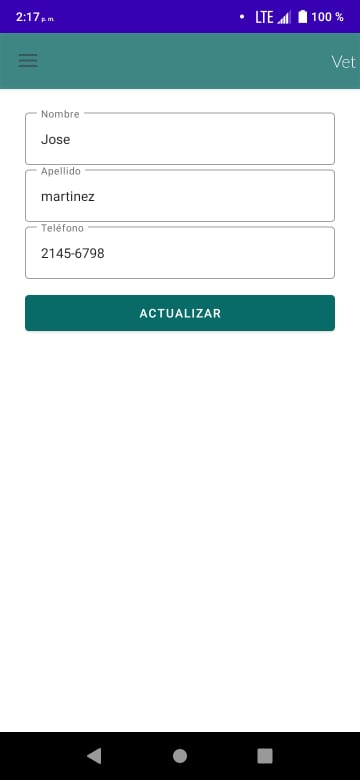 2:17 p. m. LTE 100 %
Vet
Nombre
Jose
Apellido
martinez
Teléfono
2145-6798
ACTUALIZAR